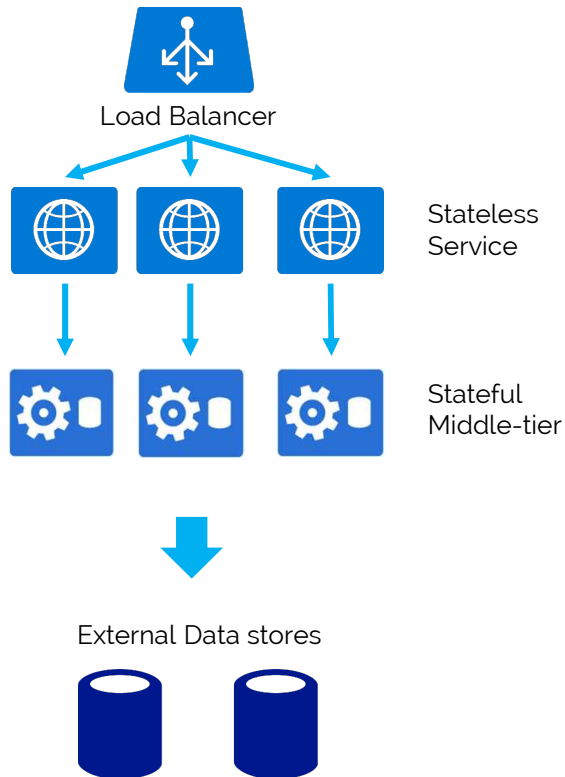 Load Balancer
Stateless
Service
Stateful
Middle-tier
External Data stores